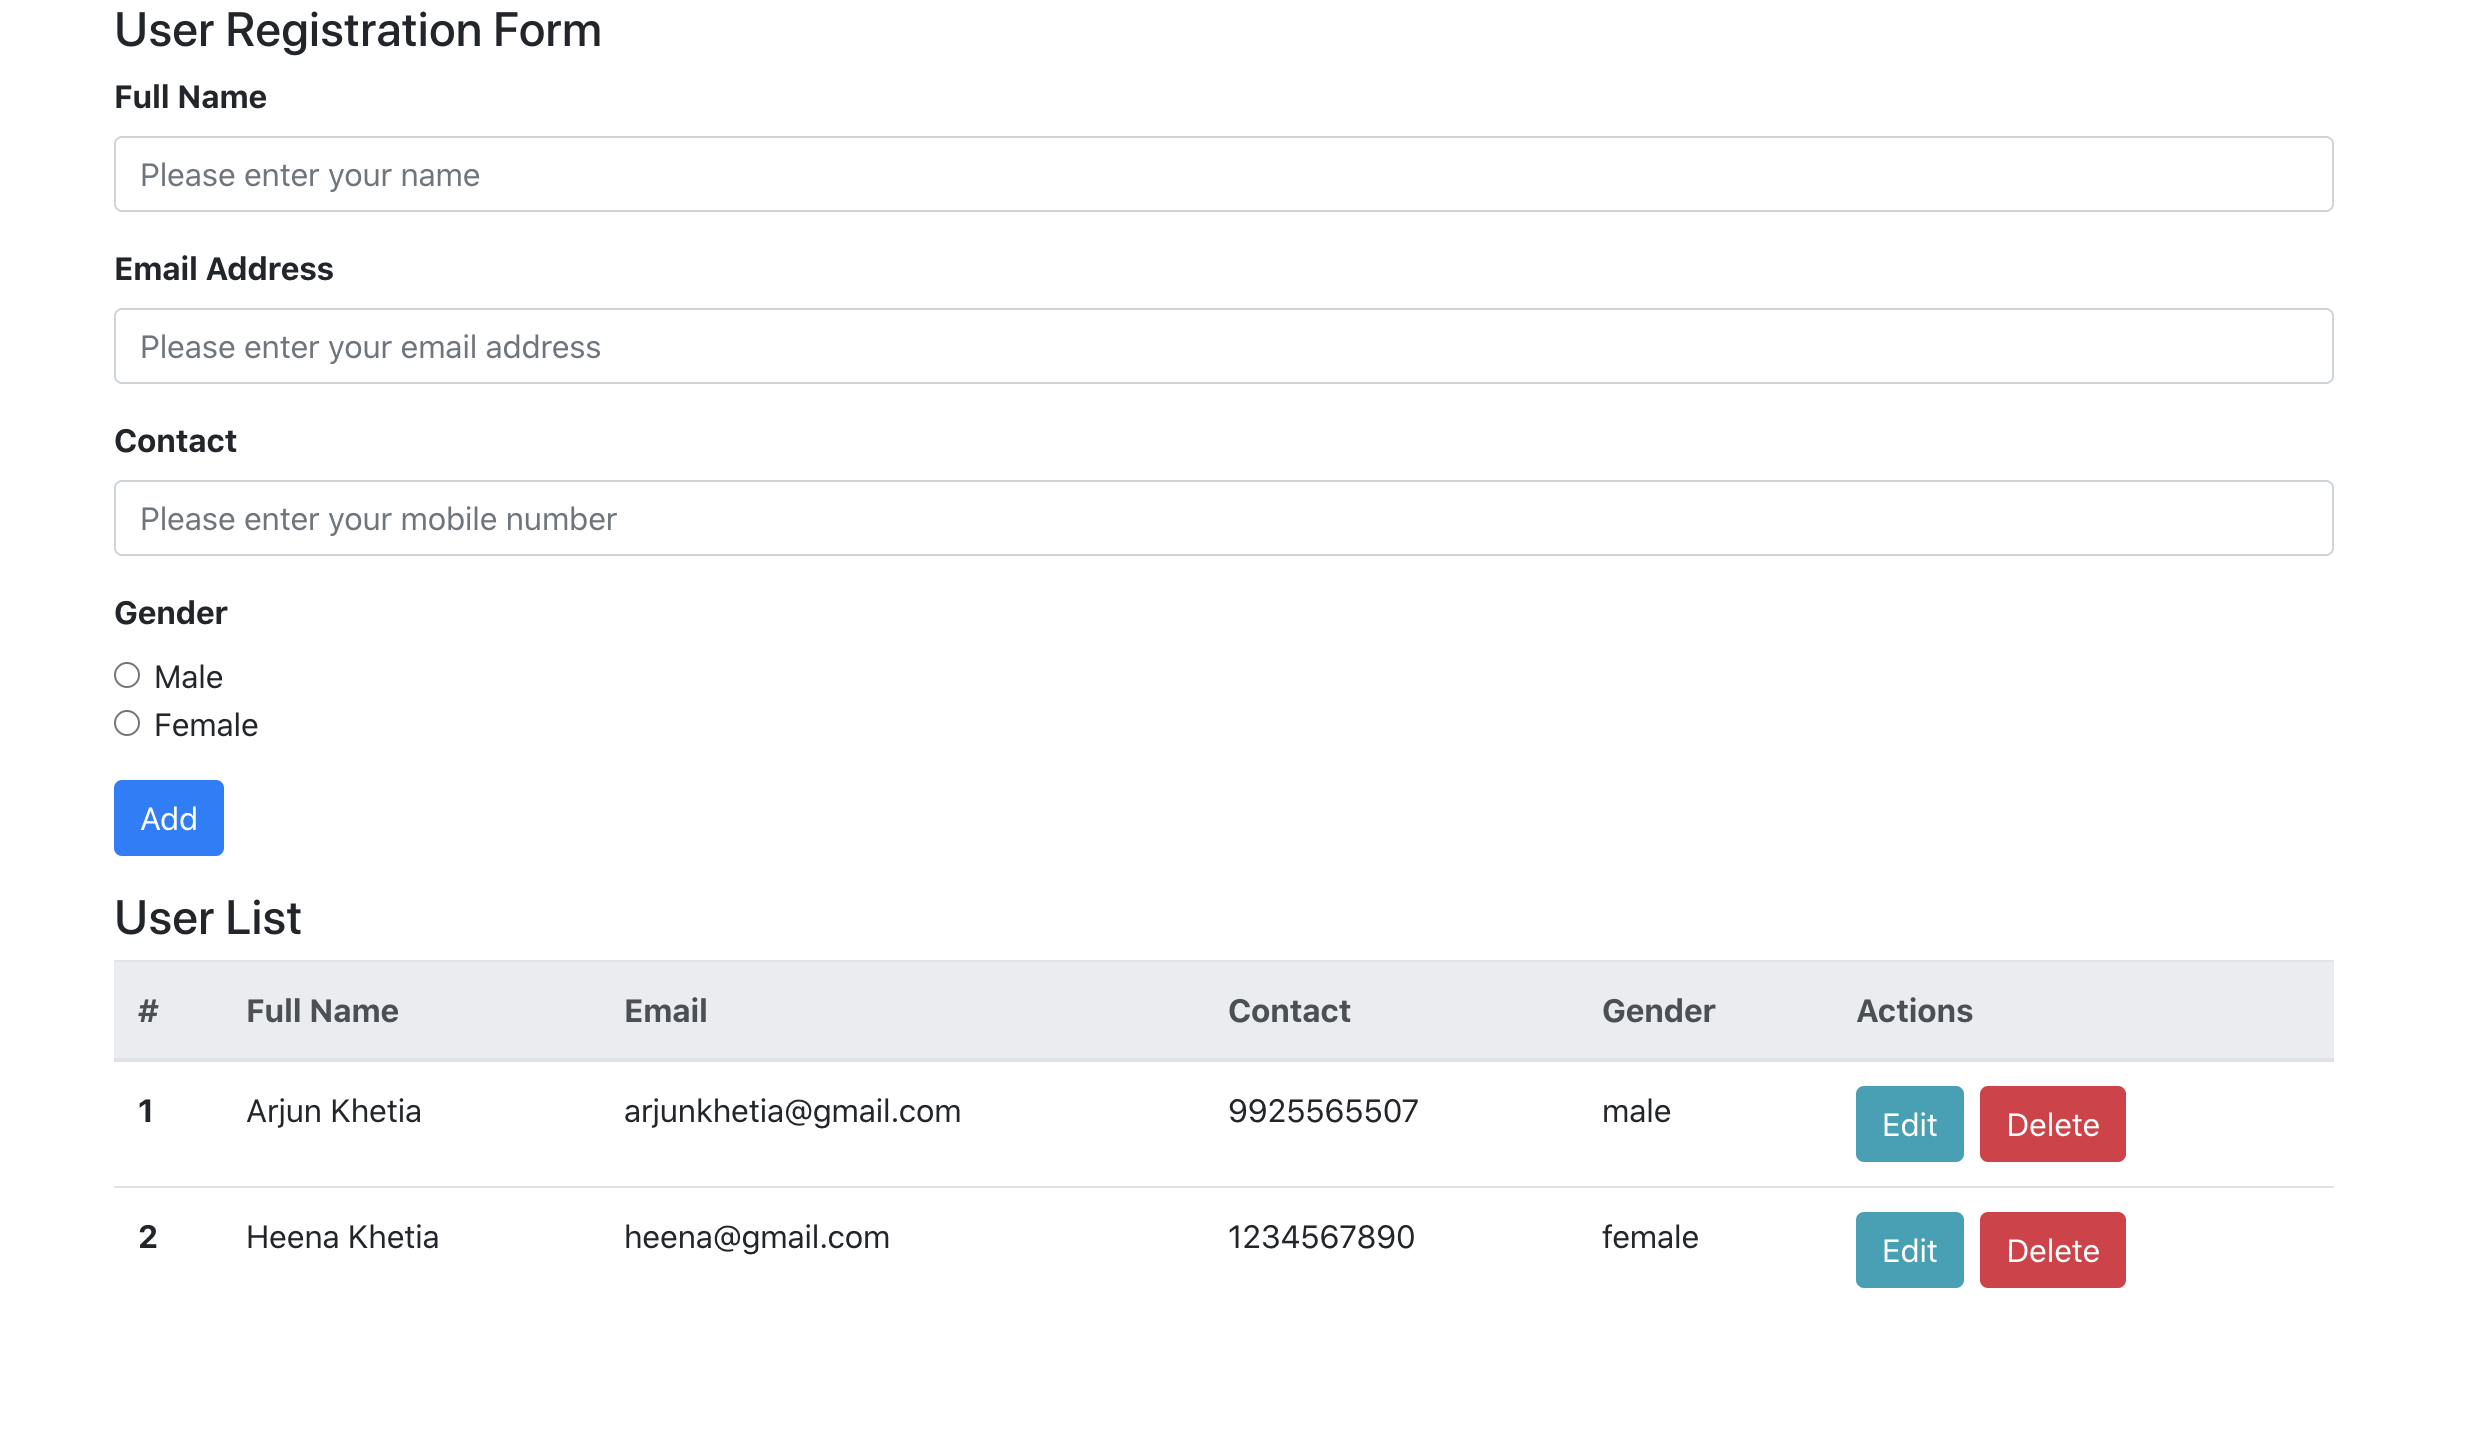 User Registration Form
Full Name
Please enter your name
Email Address
Please enter your email address
Contact
Please enter your mobile number
Gender
Male
Female
Add
User List
# Full Name Email Contact Gender Actions
1 Arjun Khetia arjunkhetia@gmail.com 9925565507 male Edit Delete
2 Heena Khetia heena@gmail.com 1234567890 female Edit Delete